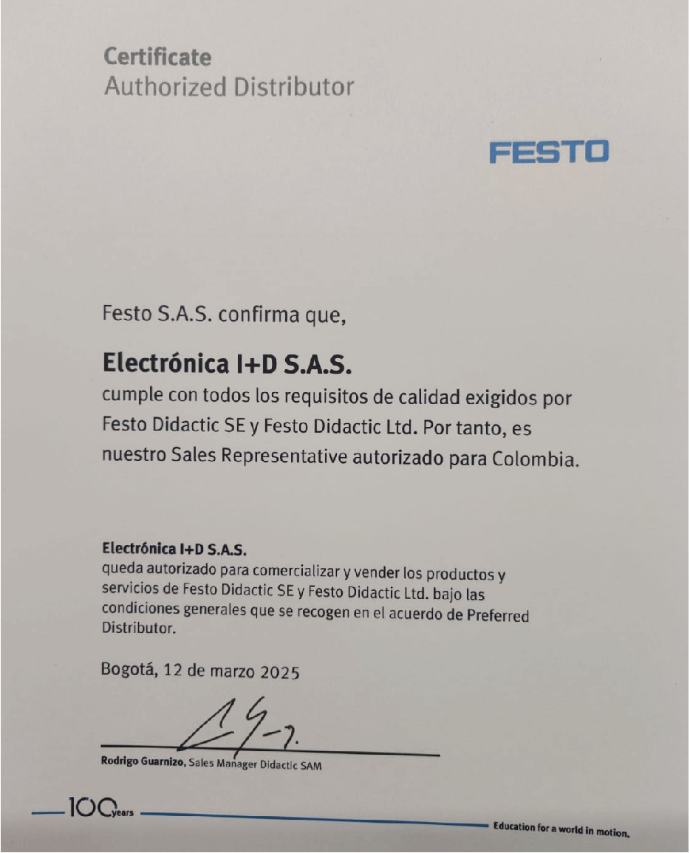 Certificate
Authorized Distributor
FESTO
Festo S.A.S. confirma que,
Electrónica I+D S.A.S.
cumple con todos los requisitos de calidad exigidos por
Festo Didactic SE y Festo Didactic Ltd. Por tanto, es
nuestro Sales Representative autorizado para Colombia.
Electrónica I+D S.A.S.
queda autorizado para comercializar y vender los productos y
servicios de Festo Didactic SE y Festo Didactic Ltd. bajo las
condiciones generales que se recogen en el acuerdo de Preferred
Distributor.
Bogotá, 12 de marzo 2025
Rodrigo Guarnizo, Sales Manager Didactic SAM
100 years
Education for a world in motion.